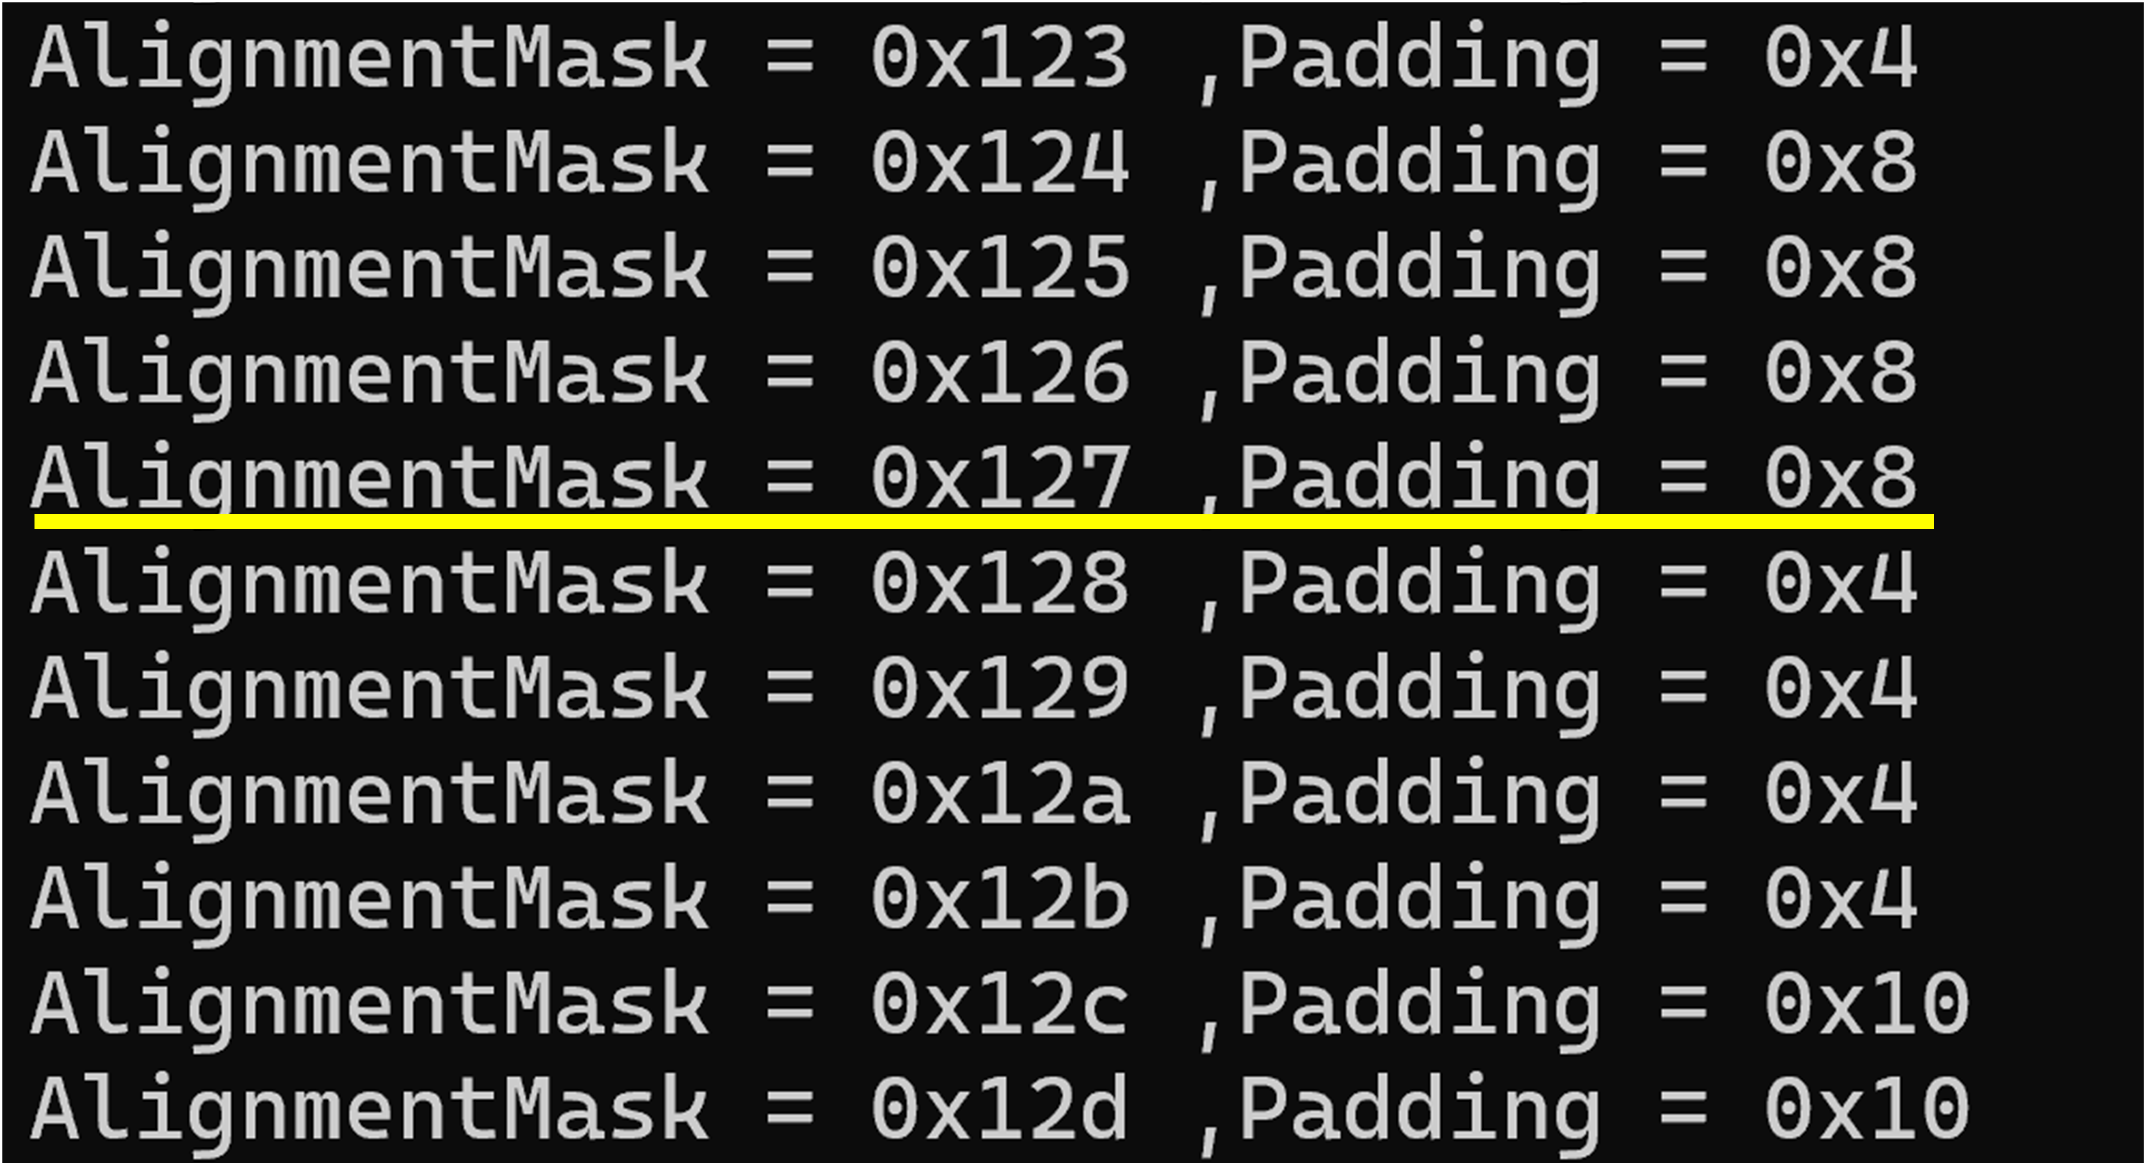 AlignmentMask = 0x123 ,Padding = 0x4
AlignmentMask = 0x124 ,Padding = 0x8
AlignmentMask = 0x125 ,Padding = 0x8
AlignmentMask = 0x126 ,Padding = 0x8
AlignmentMask = 0x127 ,Padding = 0x8
AlignmentMask = 0x128 ,Padding = 0x4
AlignmentMask = 0x129 ,Padding = 0x4
AlignmentMask = 0x12a ,Padding = 0x4
AlignmentMask = 0x12b ,Padding = 0x4
AlignmentMask = 0x12c ,Padding = 0x10
AlignmentMask = 0x12d ,Padding = 0x10